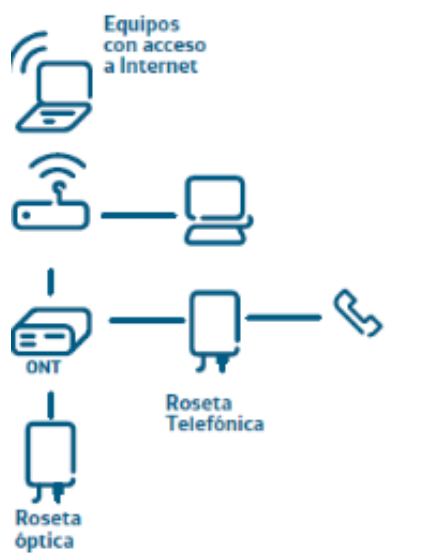 Equipos
con acceso
a Internet
ONT
Roseta
Telefónica
Roseta
óptica